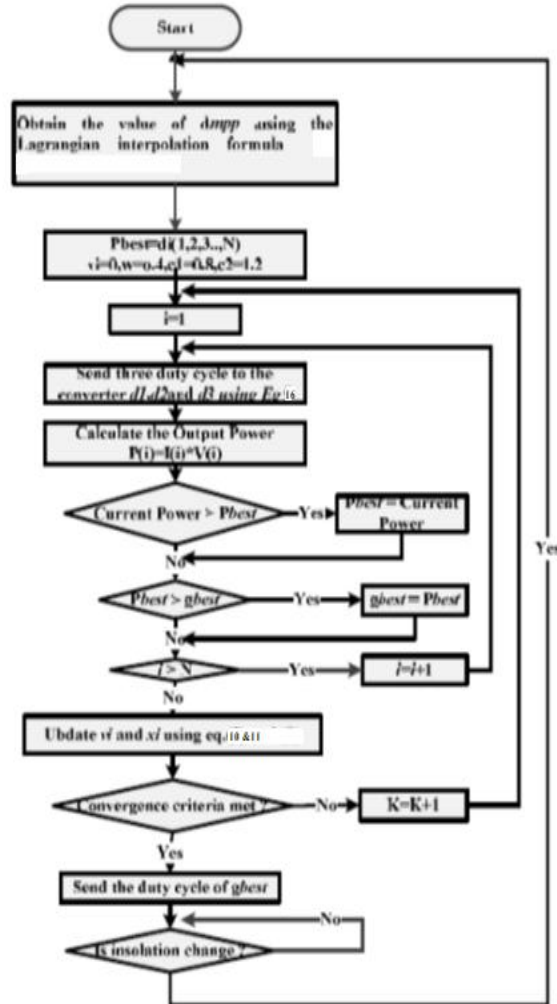 Start
Obtain the value of dmpp using the
Lagrangian interpolation formula
Pbest=di(1,2,3..,N)
vi=0,w=o.4,c1=0.8,c2=1.2
i=1
Send three duty cycle to the
converter d1,d2and d3 using Eg 16
Calculate the Output Power
P(i)=I(i)*V(i)
Current Power > Pbest
Yes
Pbest = Current
Power
No
Pbest > gbest
Yes
gbest = Pbest
No
i > N
Yes
i=i+1
No
Ubdate vi and xi using eq. 10 &11
Convergence criteria met ?
No
K=K+1
Yes
Send the duty cycle of gbest
No
Is insolation change ?
Yes